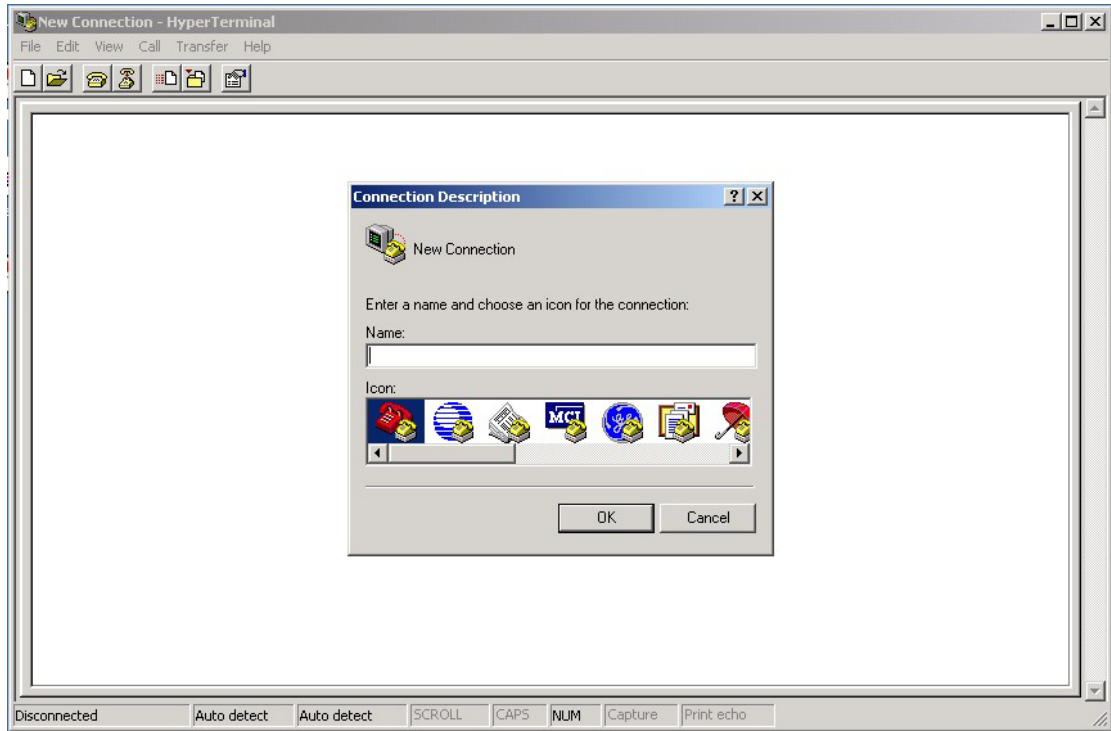 New Connection - HyperTerminal
File Edit View Call Transfer Help
Connection Description
New Connection
Enter a name and choose an icon for the connection:
Name:
Icon:
MCI
OK Cancel
Disconnected Auto detect Auto detect SCROLL CAPS NUM Capture Print echo